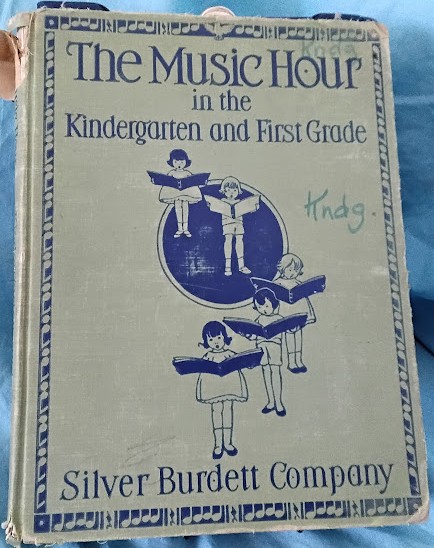 Kndg
The Music Hour
in the
Kindergarten and First Grade
Kndg.
Silver Burdett Company